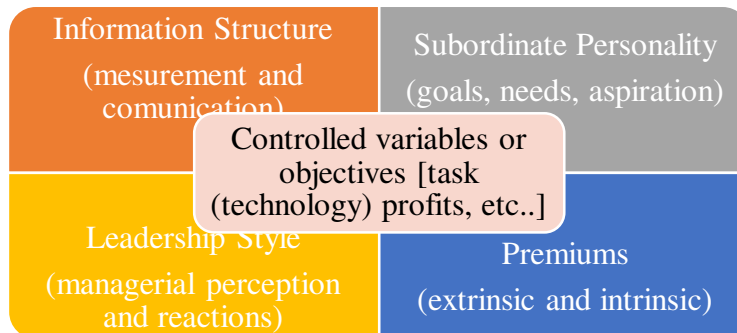 Information Structure
(mesurement and
comunication)
Subordinate Personality
(goals, needs, aspiration)
Controlled variables or
objectives [task
(technology) profits, etc..]
Leadership Style
(managerial perception
and reactions)
Premiums
(extrinsic and intrinsic)